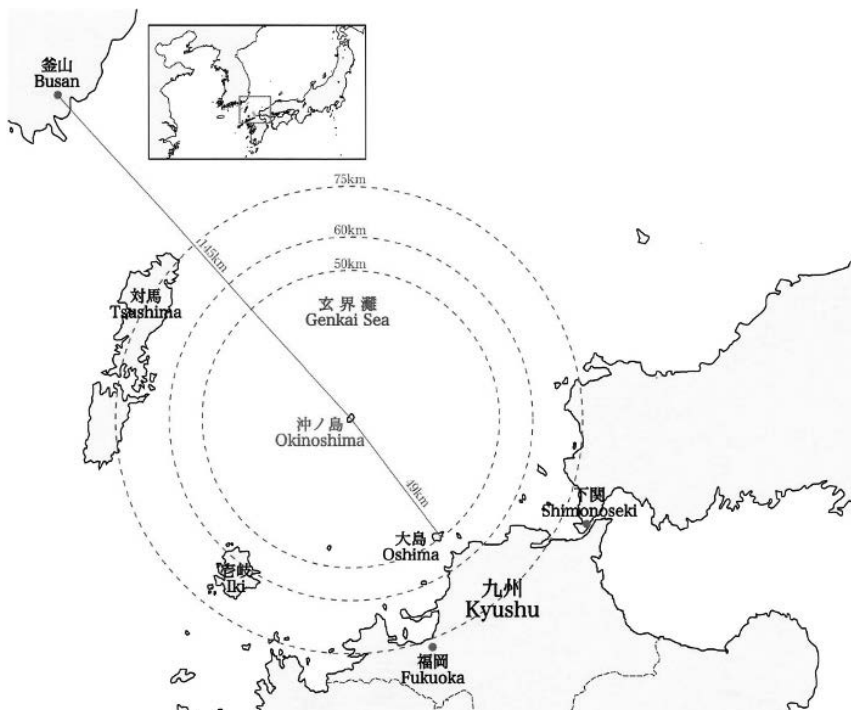 釜山
Busan
75km
60km
145km
50km
対馬
Tsushima
玄界灘
Genkai Sea
沖ノ島
Okinoshima
49km
下関
Shimonoseki
大島
Oshima
壱岐
Iki
九州
Kyushu
福岡
Fukuoka